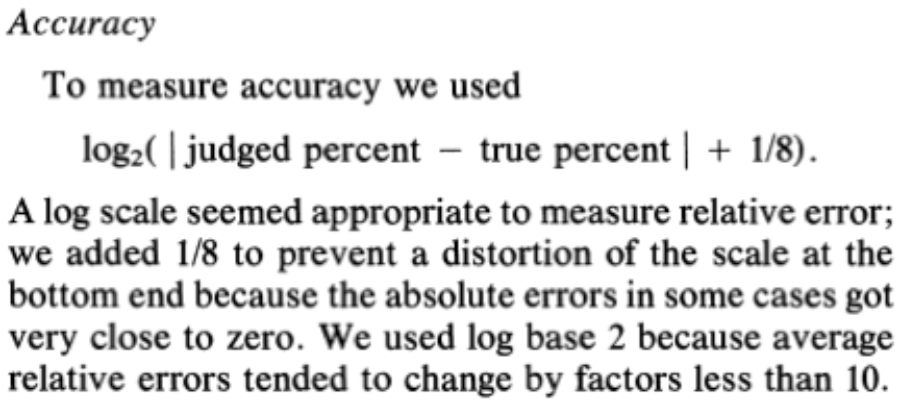 Accuracy
To measure accuracy we used
log₂( | judged percent − true percent | + 1/8).
A log scale seemed appropriate to measure relative error;
we added 1/8 to prevent a distortion of the scale at the
bottom end because the absolute errors in some cases got
very close to zero. We used log base 2 because average
relative errors tended to change by factors less than 10.